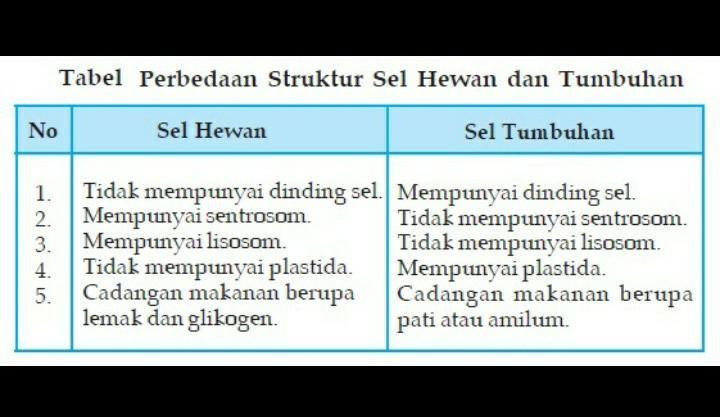 Tabel Perbedaan Struktur Sel Hewan dan Tumbuhan
No Sel Hewan Sel Tumbuhan
1. Tidak mempunyai dinding sel. Mempunyai dinding sel.
2. Mempunyai sentrosom. Tidak mempunyai sentrosom.
3. Mempunyai lisosom. Tidak mempunyai lisosom.
4. Tidak mempunyai plastida. Mempunyai plastida.
5. Cadangan makanan berupa Cadangan makanan berupa
lemak dan glikogen. pati atau amilum.